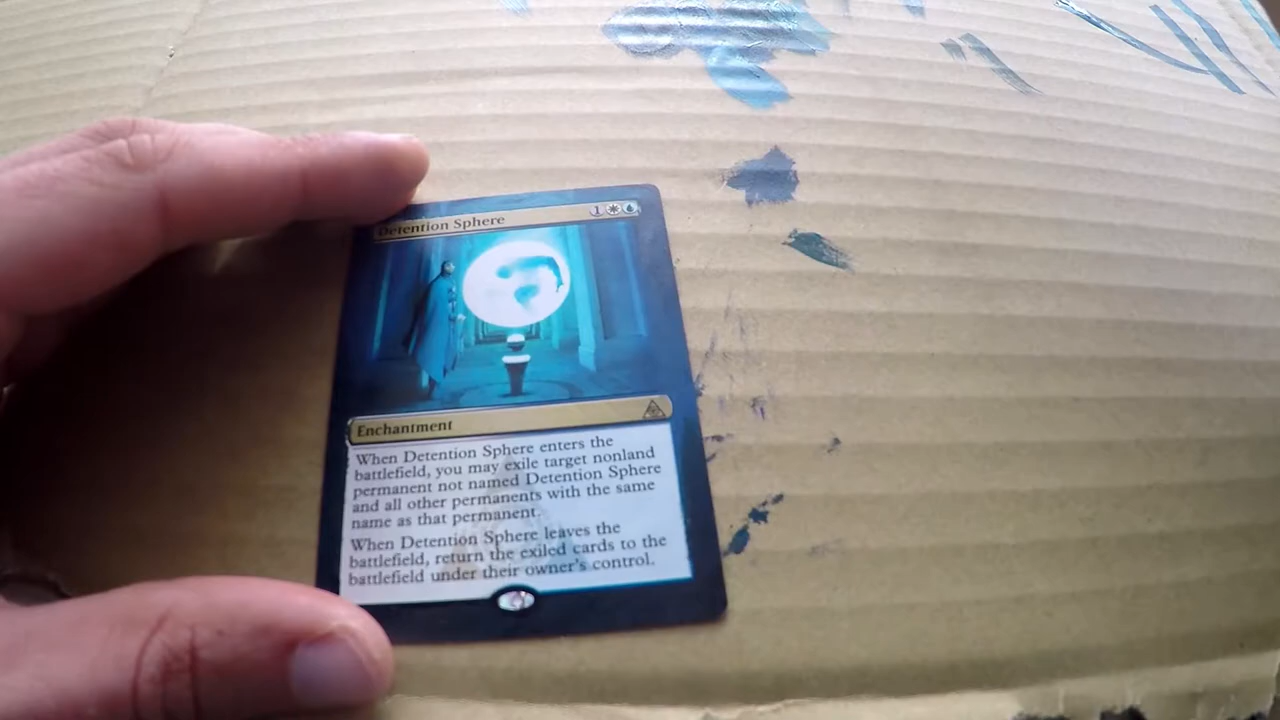 Detention Sphere 1
Enchantment
When Detention Sphere enters the
battlefield, you may exile target nonland
permanent not named Detention Sphere
and all other permanents with the same
name as that permanent.
When Detention Sphere leaves the
battlefield, return the exiled cards to the
battlefield under their owner's control.